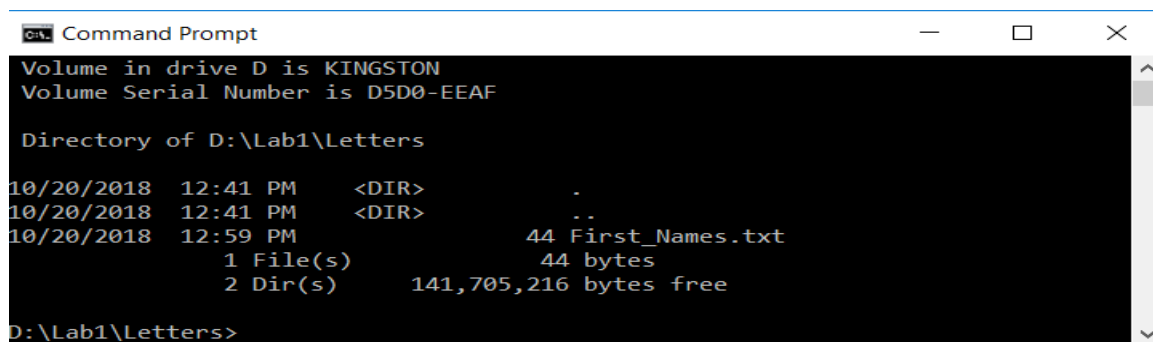 Command Prompt
Volume in drive D is KINGSTON
Volume Serial Number is D5D0-EEAF
Directory of D:\Lab1\Letters
10/20/2018  12:41 PM    <DIR>          .
10/20/2018  12:41 PM    <DIR>          ..
10/20/2018  12:59 PM                44 First_Names.txt
1 File(s)             44 bytes
2 Dir(s)     141,705,216 bytes free
D:\Lab1\Letters>